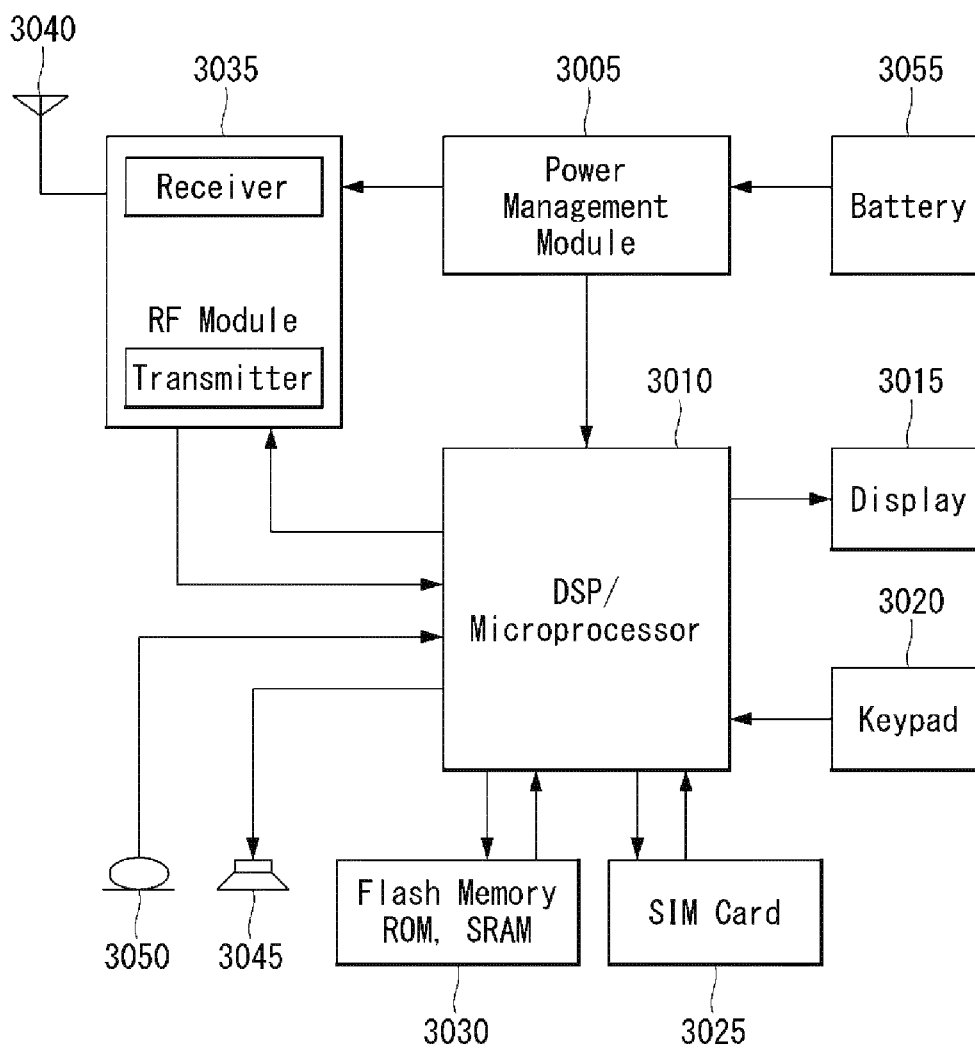 3040
3035
3005
3055
Receiver
RF Module
Transmitter
Power
Management
Module
Battery
3010
3015
DSP/
Microprocessor
Display
3020
Keypad
3050
3045
Flash Memory
ROM, SRAM
SIM Card
3030
3025